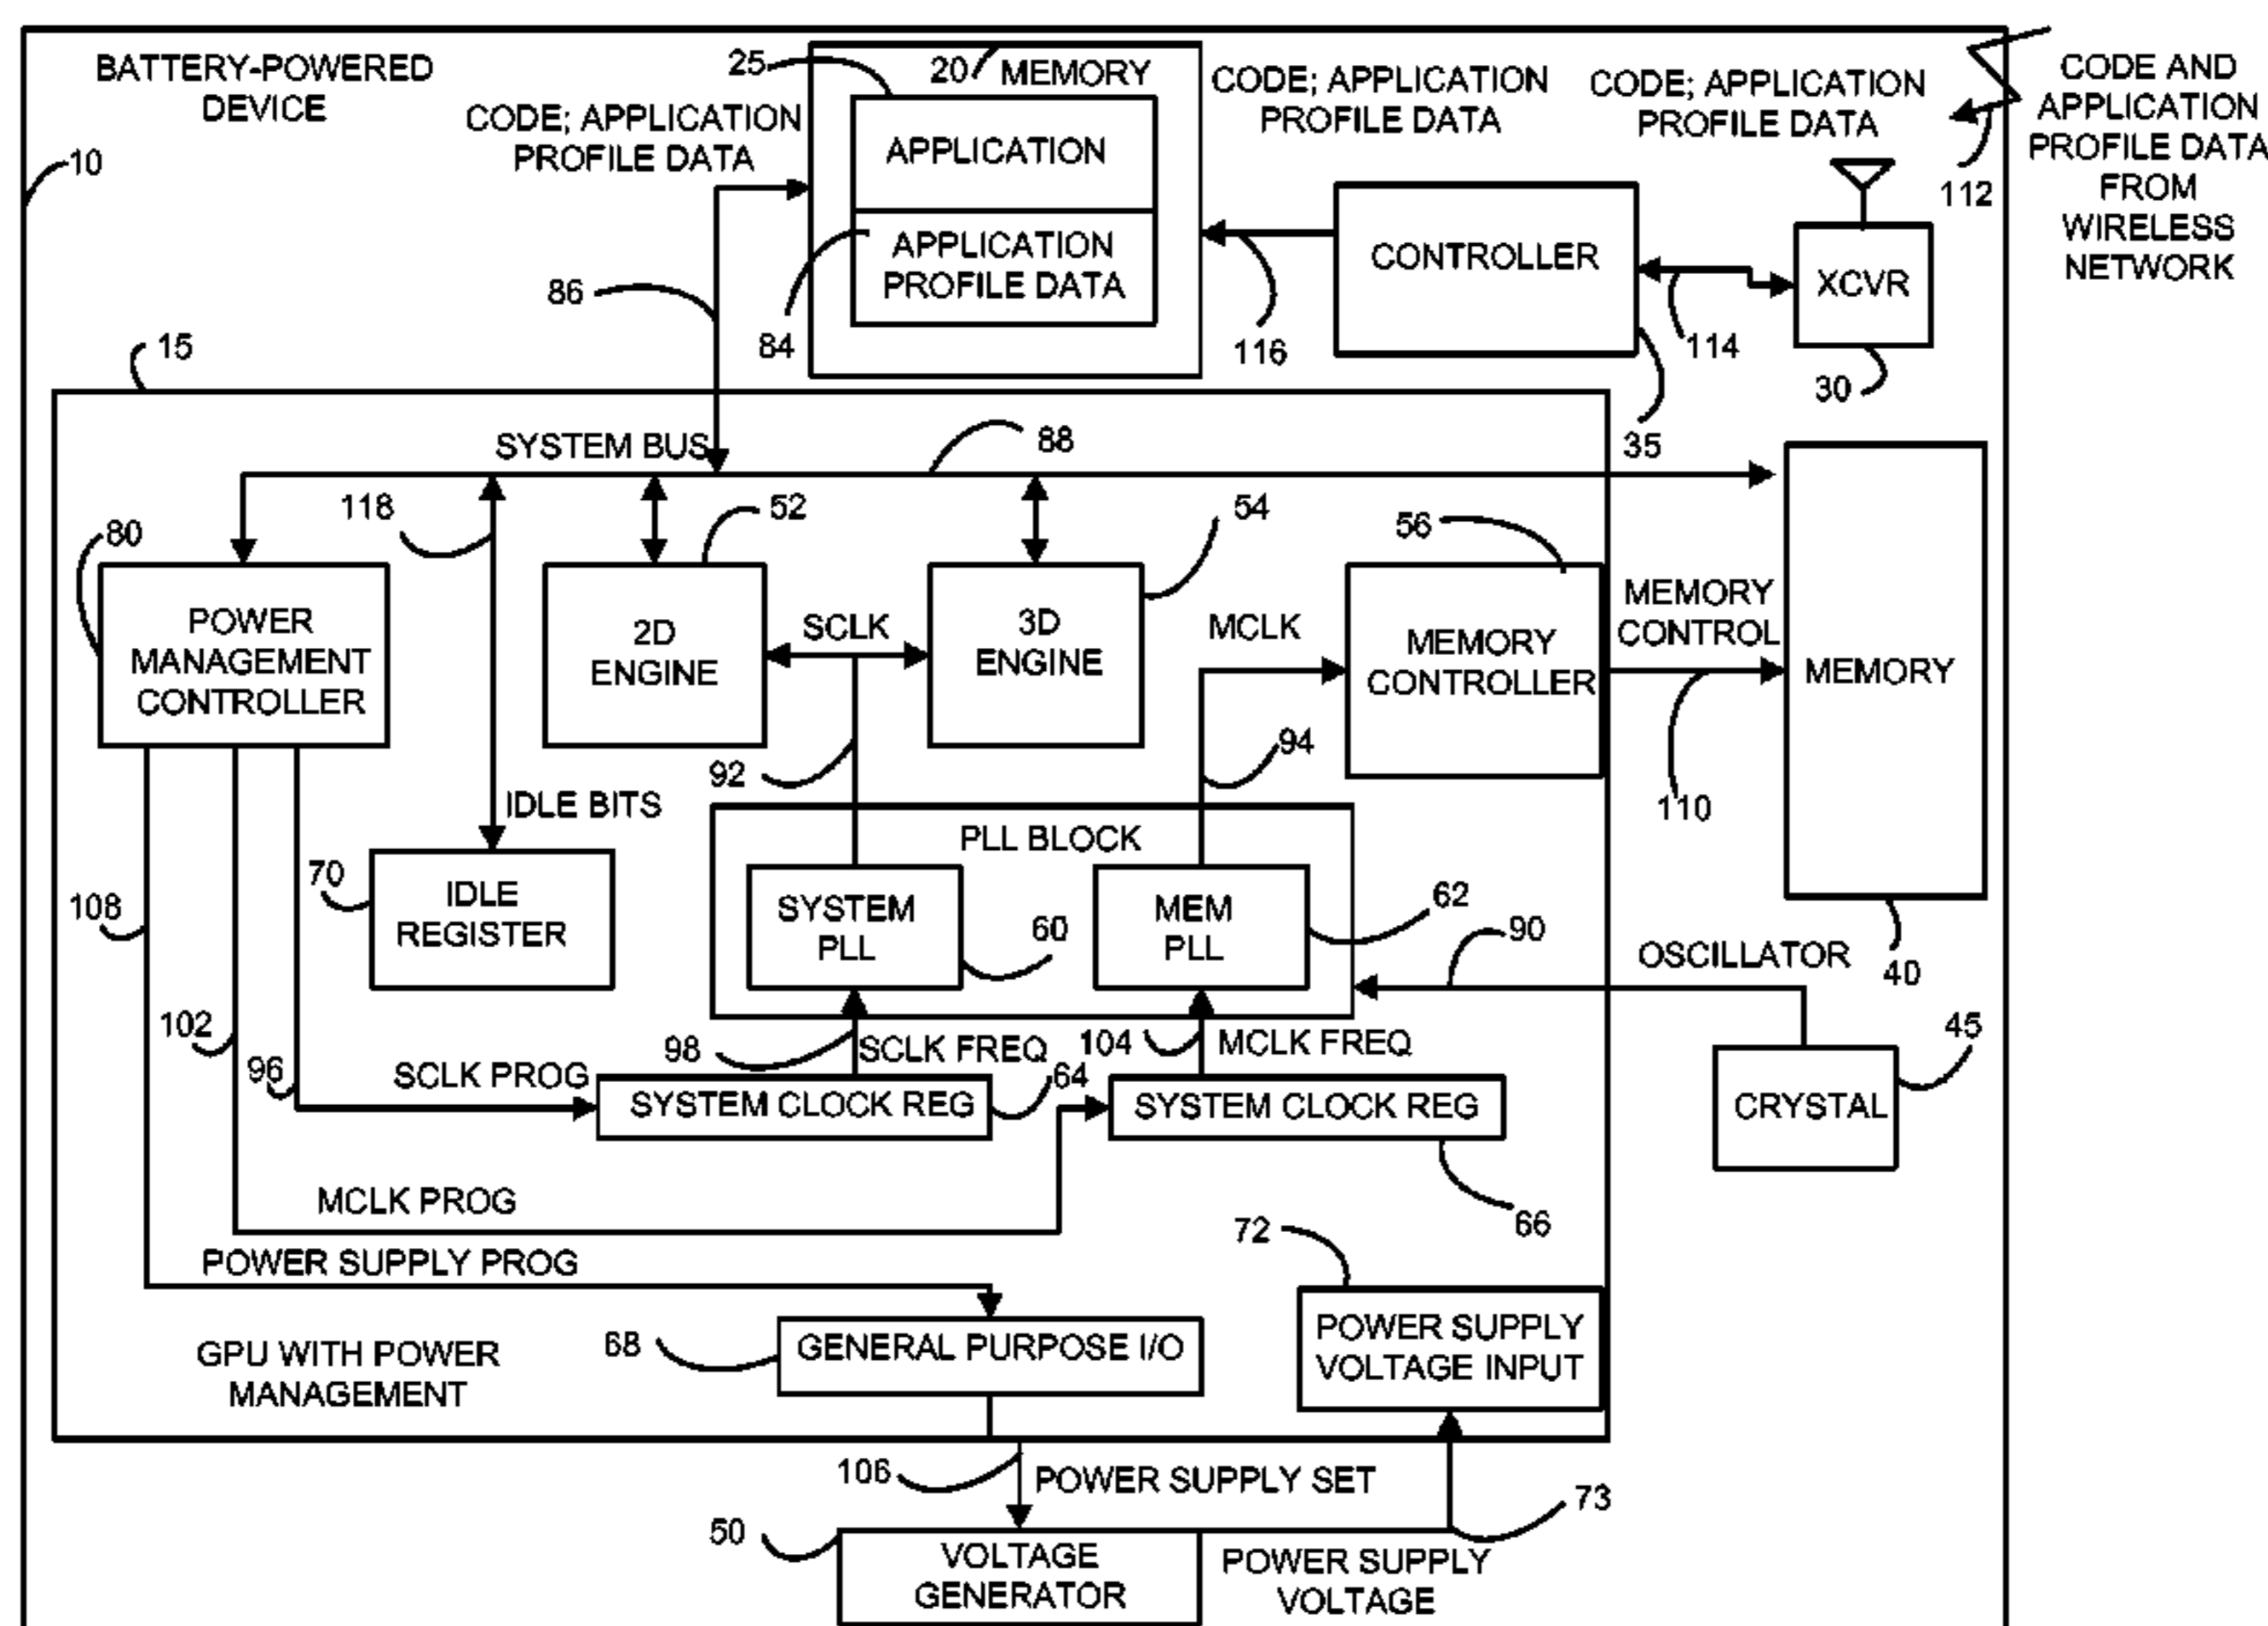 BATTERY-POWERED
DEVICE
10
25
20
MEMORY
CODE; APPLICATION
PROFILE DATA
APPLICATION
APPLICATION
PROFILE DATA
84
86
CODE; APPLICATION
PROFILE DATA
116
CONTROLLER
35
CODE; APPLICATION
PROFILE DATA
114
XCVR
30
112
CODE AND
APPLICATION
PROFILE DATA
FROM
WIRELESS
NETWORK
15
SYSTEM BUS
88
118
80
POWER
MANAGEMENT
CONTROLLER
52
2D
ENGINE
SCLK
54
3D
ENGINE
MCLK
56
MEMORY
CONTROLLER
MEMORY
CONTROL
110
MEMORY
40
92
94
IDLE BITS
70
IDLE
REGISTER
PLL BLOCK
SYSTEM
PLL
60
MEM
PLL
62
90
OSCILLATOR
45
CRYSTAL
108
102
96
98
SCLK FREQ
104
MCLK FREQ
SCLK PROG
SYSTEM CLOCK REG
64
SYSTEM CLOCK REG
66
MCLK PROG
POWER SUPPLY PROG
72
POWER SUPPLY
VOLTAGE INPUT
68
GENERAL PURPOSE I/O
GPU WITH POWER
MANAGEMENT
106
POWER SUPPLY SET
73
50
VOLTAGE
GENERATOR
POWER SUPPLY
VOLTAGE